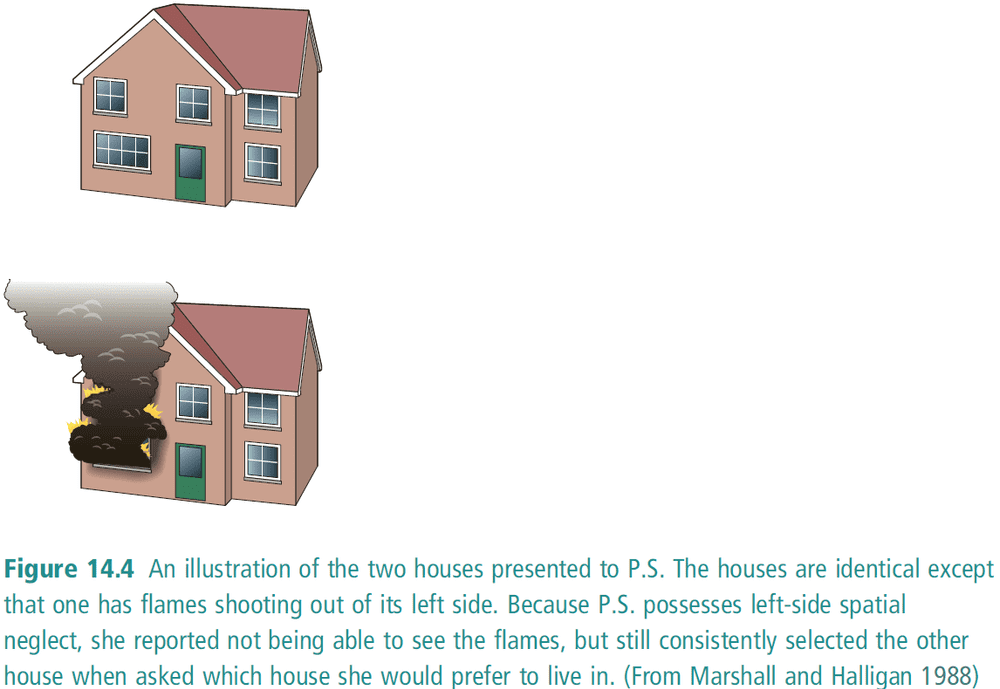 Figure 14.4 An illustration of the two houses presented to P.S. The houses are identical except
that one has flames shooting out of its left side. Because P.S. possesses left-side spatial
neglect, she reported not being able to see the flames, but still consistently selected the other
house when asked which house she would prefer to live in. (From Marshall and Halligan 1988)